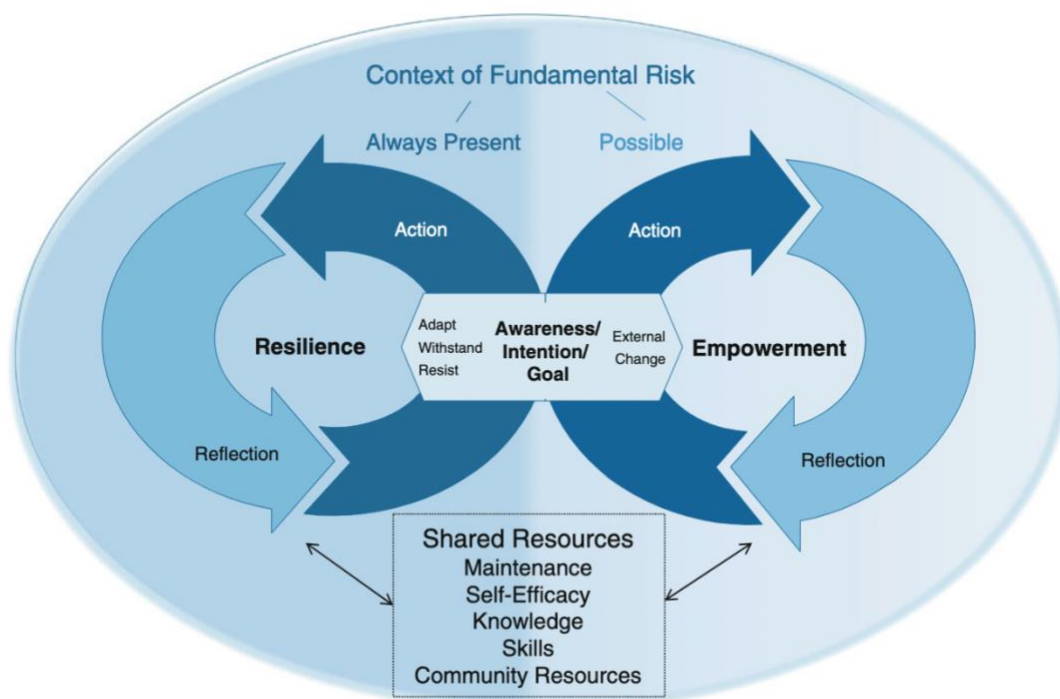 Context of Fundamental Risk
Always Present
Possible
Action
Action
Resilience
Adapt
Withstand
Resist
Awareness/
Intention/
Goal
External
Change
Empowerment
Reflection
Reflection
Shared Resources
Maintenance
Self-Efficacy
Knowledge
Skills
Community Resources